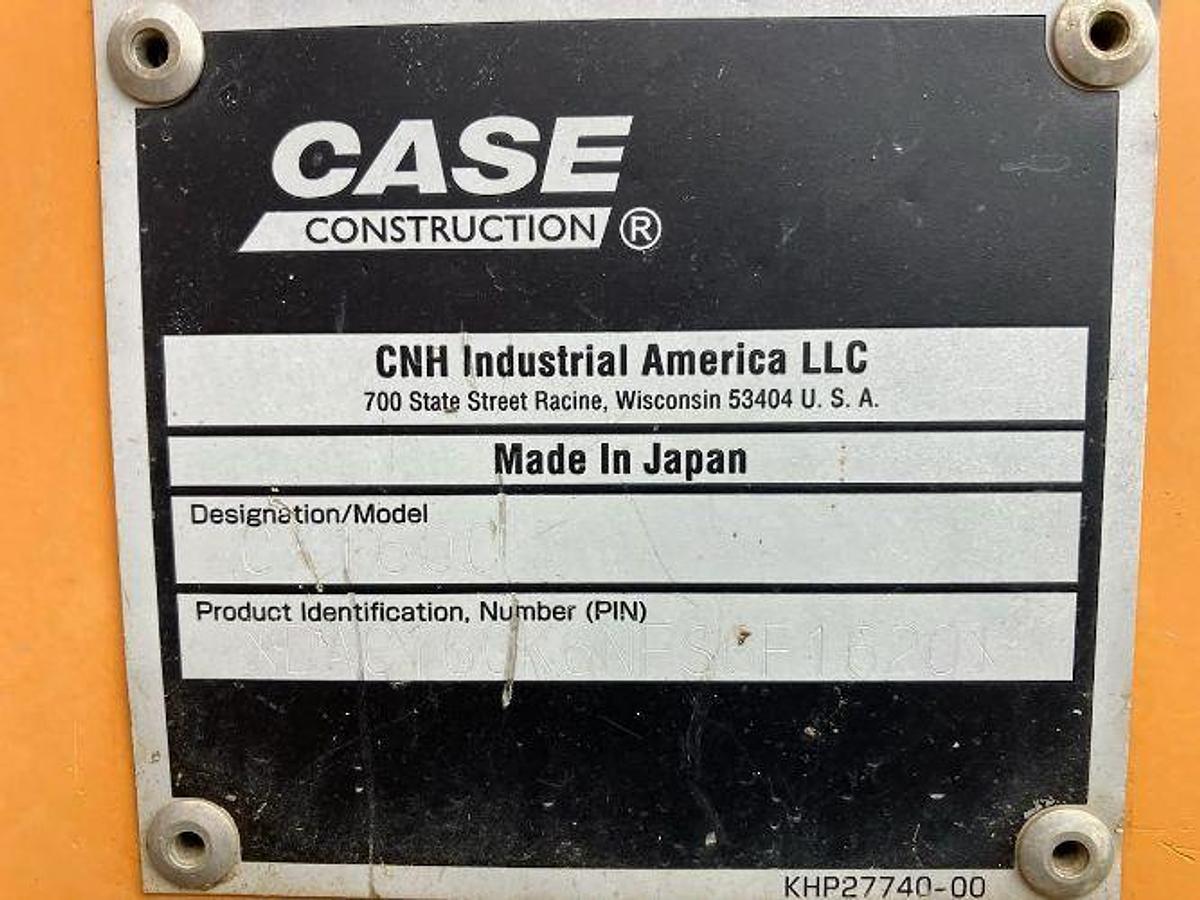 CASE
CONSTRUCTION ®
CNH Industrial America LLC
700 State Street Racine, Wisconsin 53404 U. S. A.
Made In Japan
Designation/Model
Product Identification, Number (PIN)
KHP27740-00